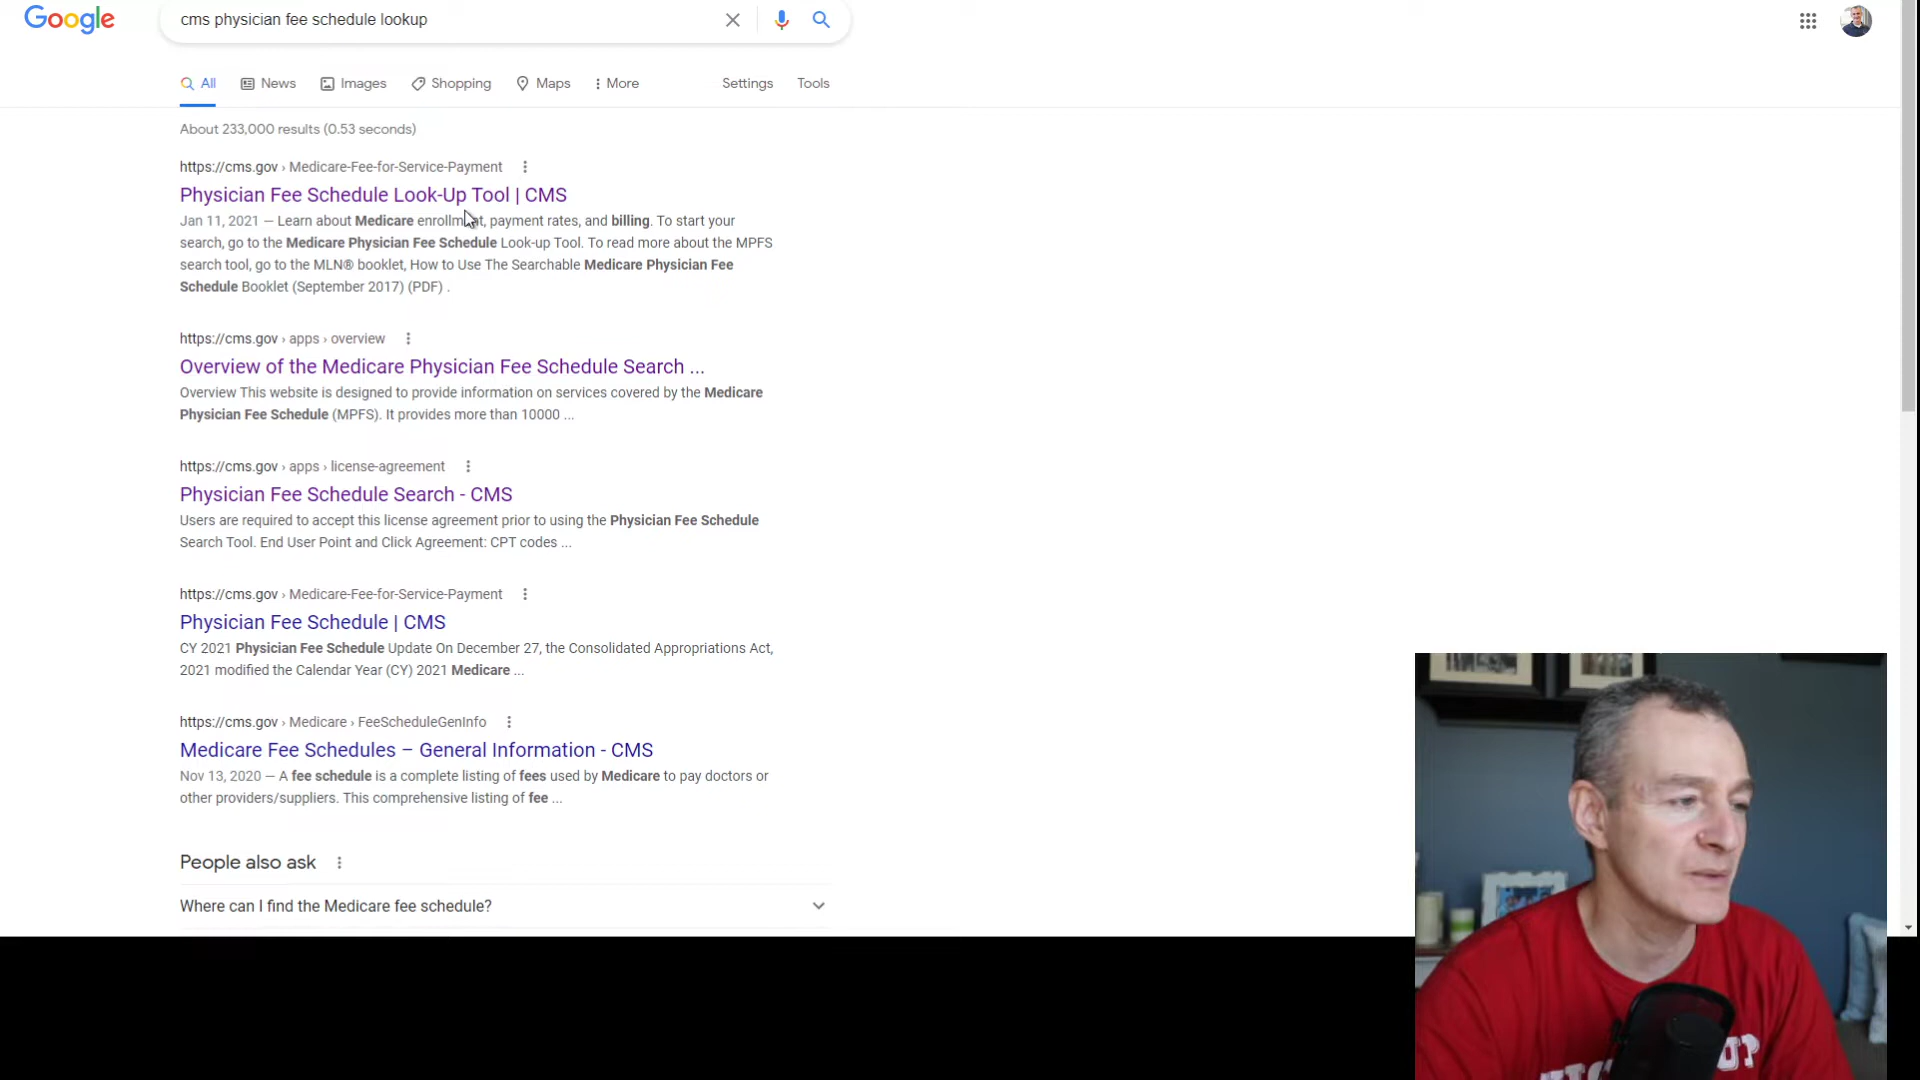 Google
cms physician fee schedule lookup
All News Images Shopping Maps More Settings Tools
About 233,000 results (0.53 seconds)
https://cms.gov › Medicare-Fee-for-Service-Payment
Physician Fee Schedule Look-Up Tool | CMS
Jan 11, 2021 — Learn about Medicare enrollment, payment rates, and billing. To start your
search, go to the Medicare Physician Fee Schedule Look-up Tool. To read more about the MPFS
search tool, go to the MLN® booklet, How to Use The Searchable Medicare Physician Fee
Schedule Booklet (September 2017) (PDF) .
https://cms.gov › apps › overview
Overview of the Medicare Physician Fee Schedule Search ...
Overview This website is designed to provide information on services covered by the Medicare
Physician Fee Schedule (MPFS). It provides more than 10000 ...
https://cms.gov › apps › license-agreement
Physician Fee Schedule Search - CMS
Users are required to accept this license agreement prior to using the Physician Fee Schedule
Search Tool. End User Point and Click Agreement: CPT codes ...
https://cms.gov › Medicare-Fee-for-Service-Payment
Physician Fee Schedule | CMS
CY 2021 Physician Fee Schedule Update On December 27, the Consolidated Appropriations Act,
2021 modified the Calendar Year (CY) 2021 Medicare ...
https://cms.gov › Medicare › FeeScheduleGenInfo
Medicare Fee Schedules – General Information - CMS
Nov 13, 2020 — A fee schedule is a complete listing of fees used by Medicare to pay doctors or
other providers/suppliers. This comprehensive listing of fee ...
People also ask
Where can I find the Medicare fee schedule?